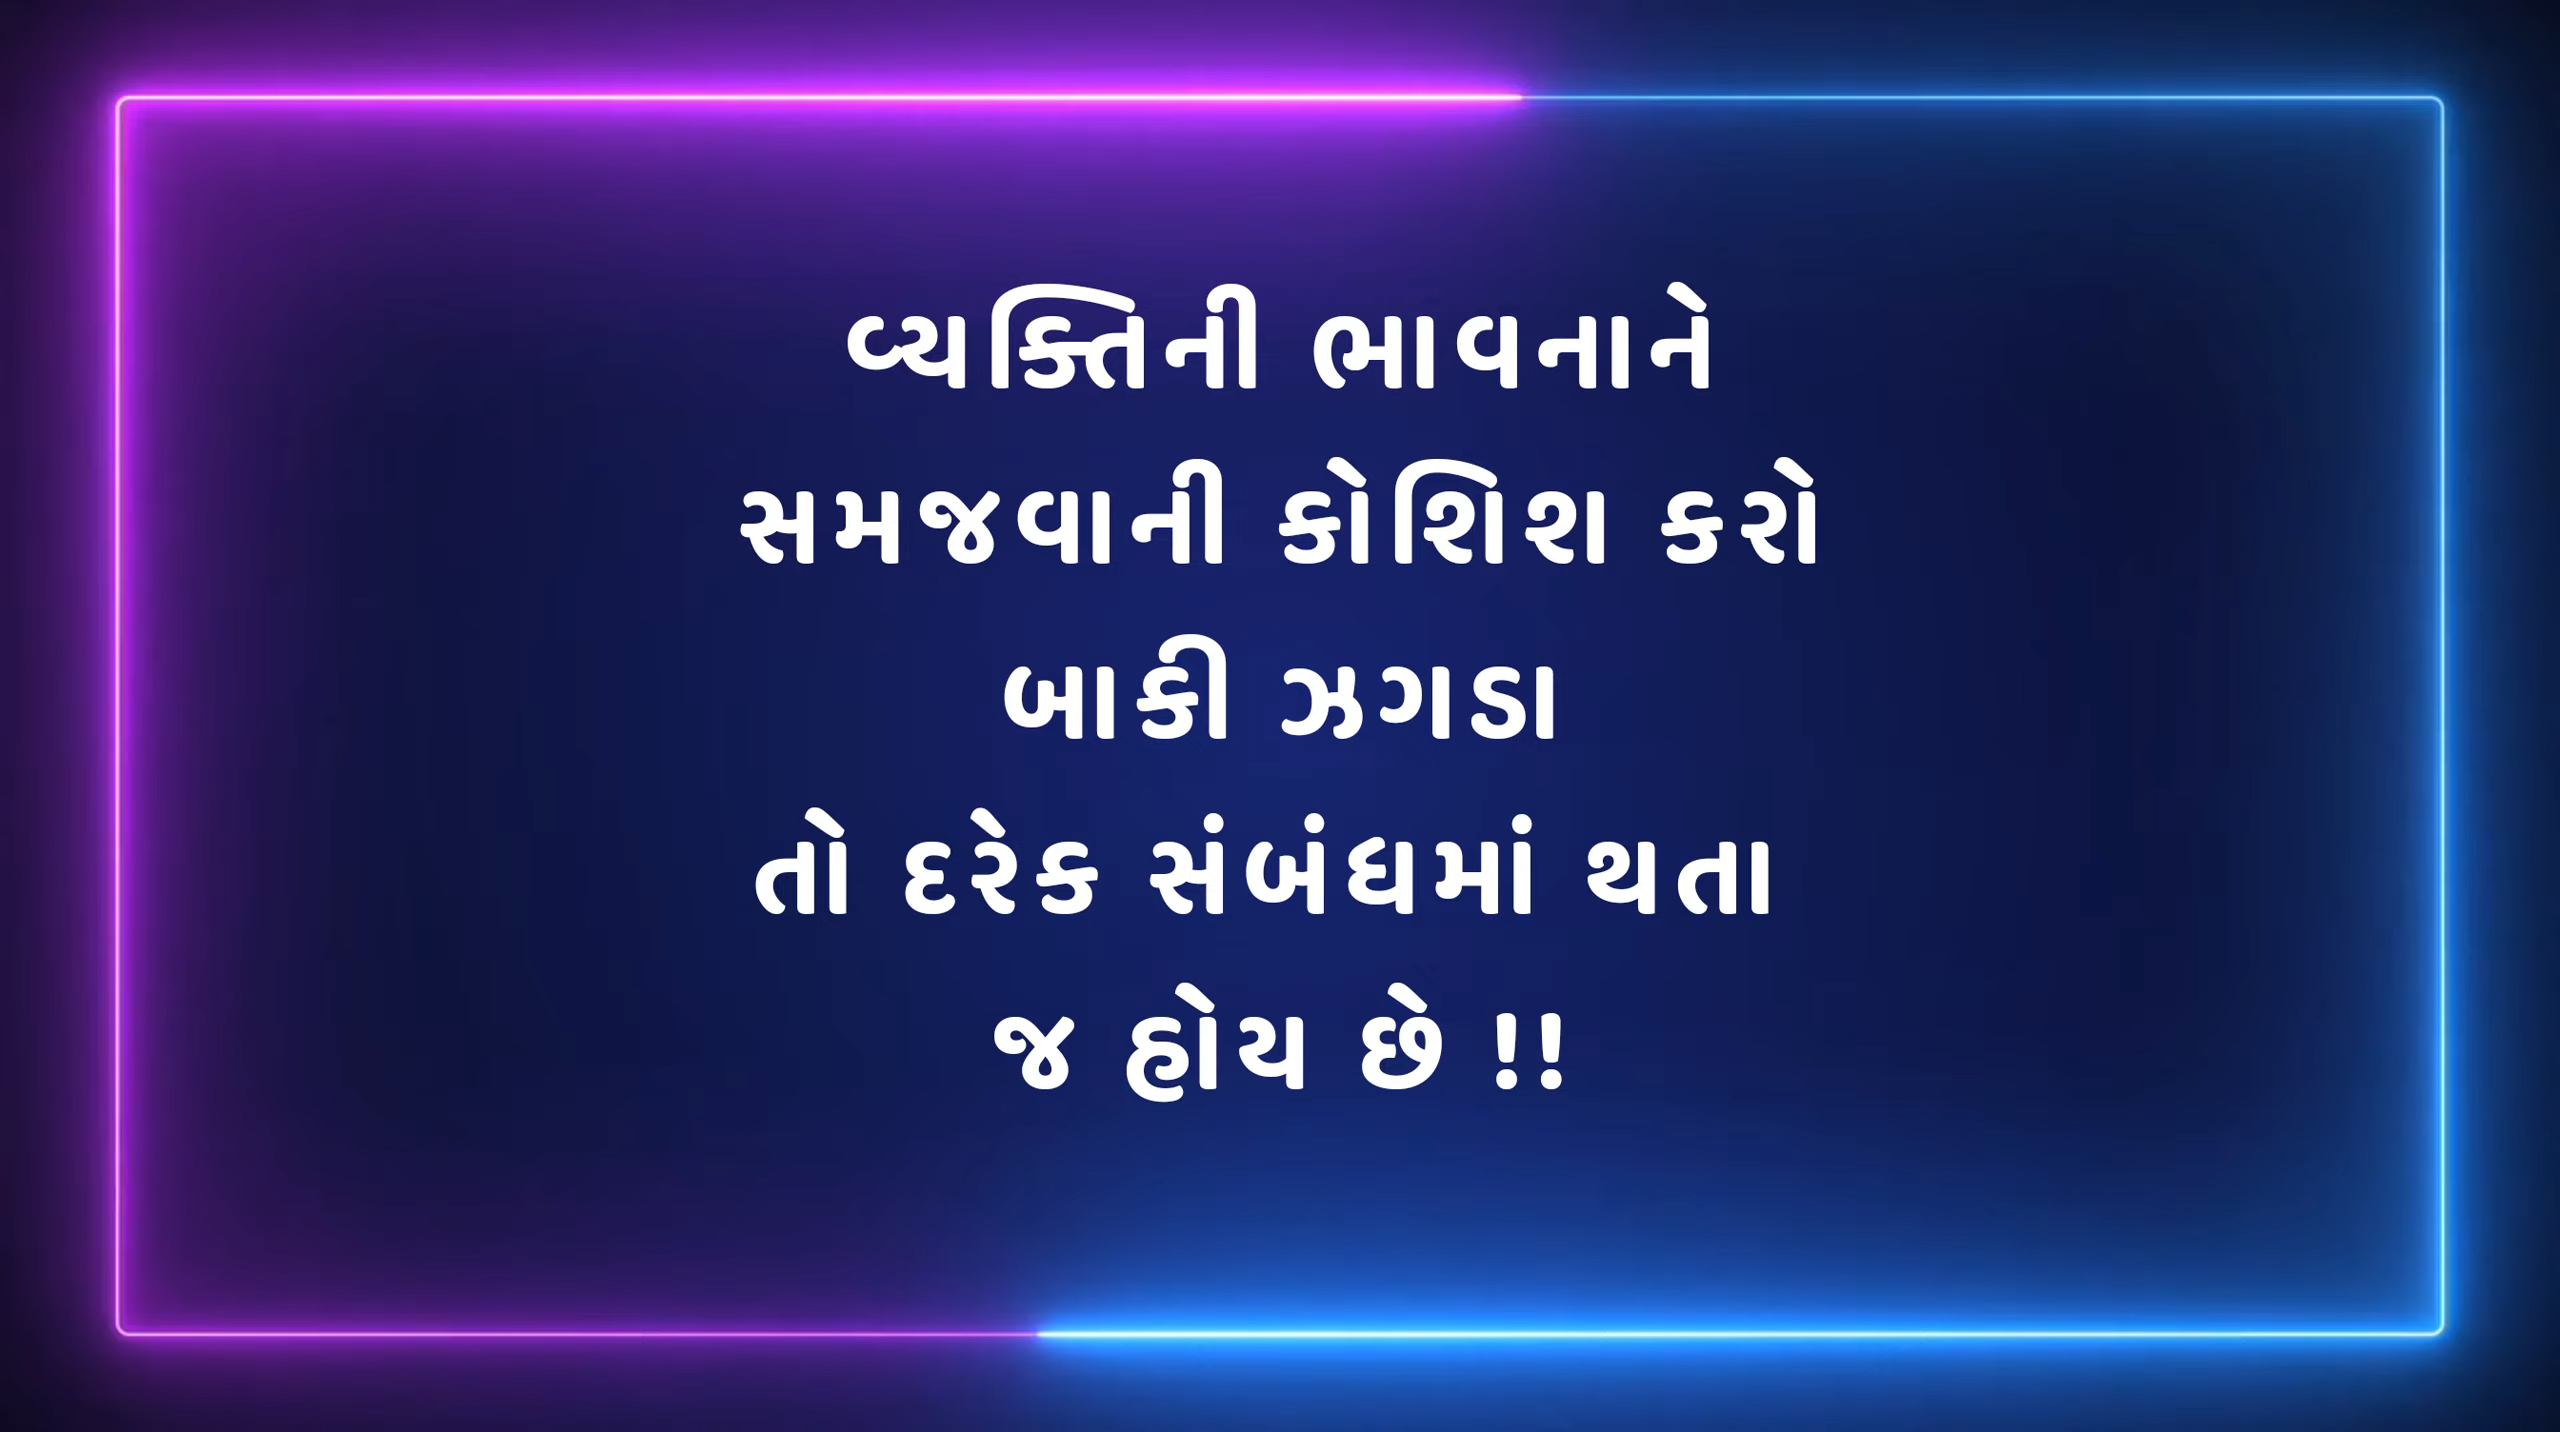 વ્યક્તિની ભાવનાને
સમજવાની કોશિશ કરો
બાકી ઝગડા
તો દરેક સંબંધમાં થતા
જ હોય છે !!